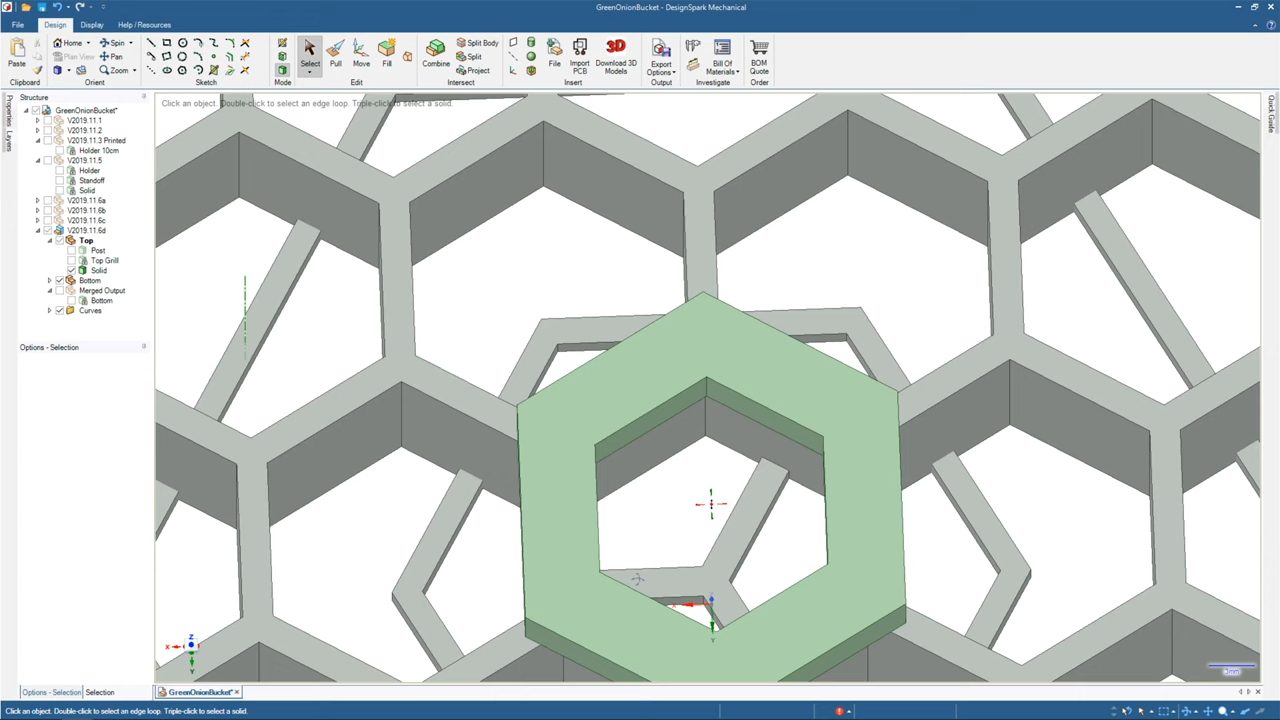 GreenOnionBucket - DesignSpark Mechanical
File Design Display Help / Resources
Paste
Home Spin
Plan View Pan
Zoom
Select Pull Move Fill
Combine
Split Body
Split
Project
File Import PCB Download 3D Models
3D
Export Options
Bill Of Materials
BOM Quote
Clipboard Orient Sketch Mode Edit Intersect Insert Output Investigate Order
Structure
Click an object. Double-click to select an edge loop. Triple-click to select a solid.
Properties
Layers
Quick Guide
GreenOnionBucket*
V2019.11.1
V2019.11.2
V2019.11.3 Printed
Holder 10cm
V2019.11.5
Holder
Standoff
Solid
V2019.11.6a
V2019.11.6b
V2019.11.6c
V2019.11.6d
Top
Post
Top Grill
Solid
Bottom
Merged Output
Bottom
Curves
Options - Selection
Z
X
Y
X
Y
Options - Selection Selection
GreenOnionBucket*
Click an object. Double-click to select an edge loop. Triple-click to select a solid.